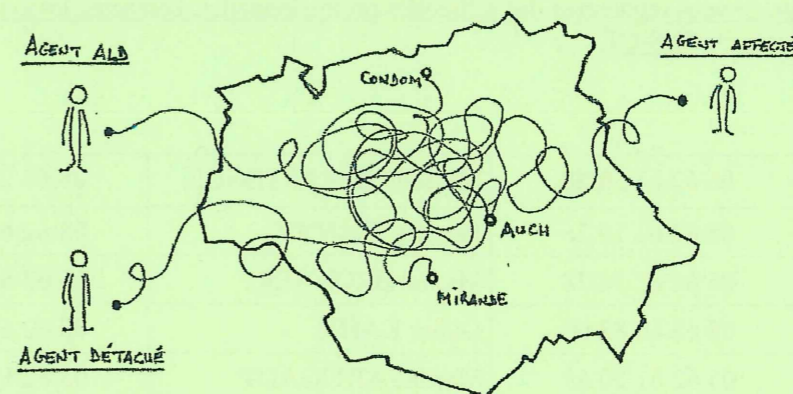 AGENT ALD
AGENT AFFECTÉ
CONDOM
AUCH
MIRANDE
AGENT DÉTACHÉ